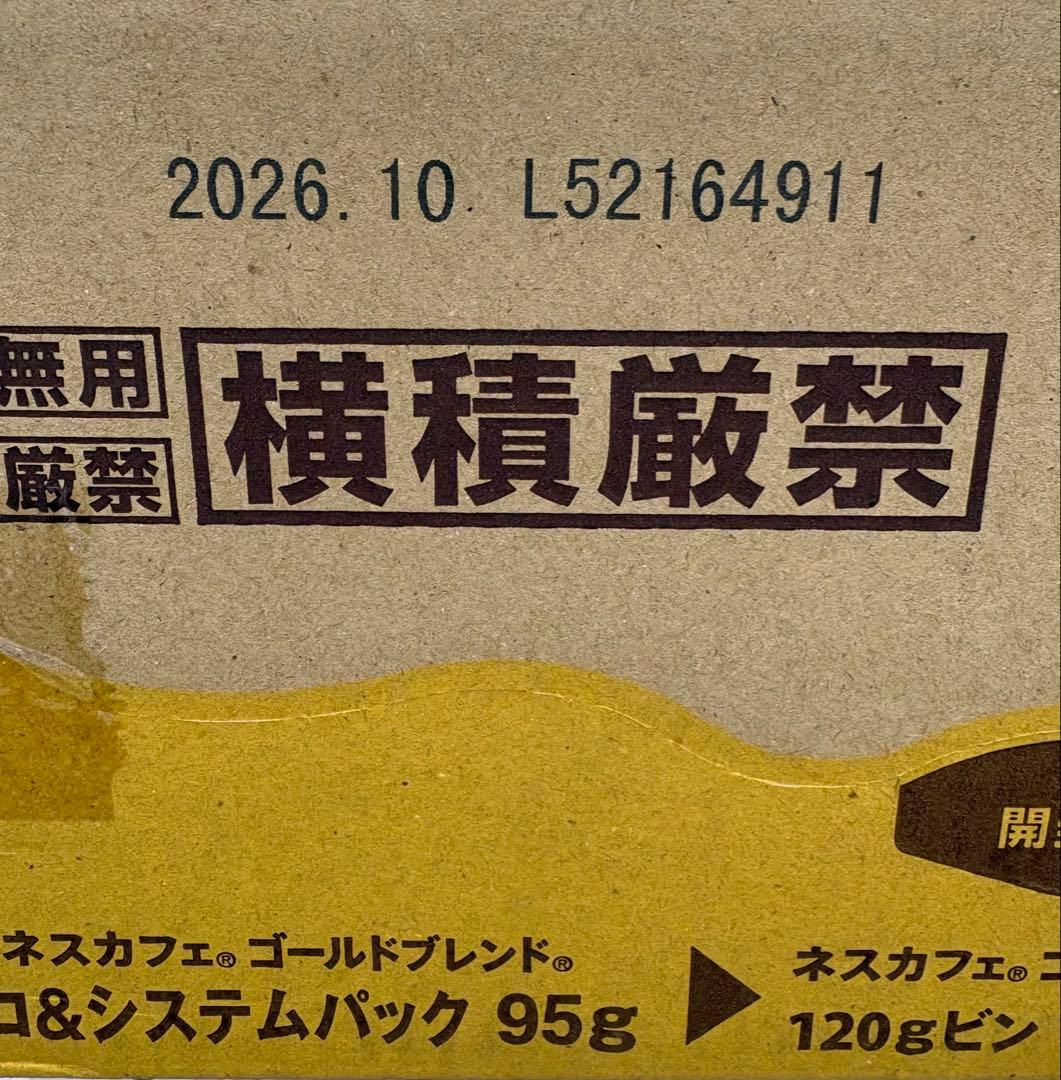 2026.10 L52164911
無用
厳禁
横積厳禁
開
ネスカフェ® ゴールドブレンド®
コ&システムパック 95g
ネスカフェ®
120gビン